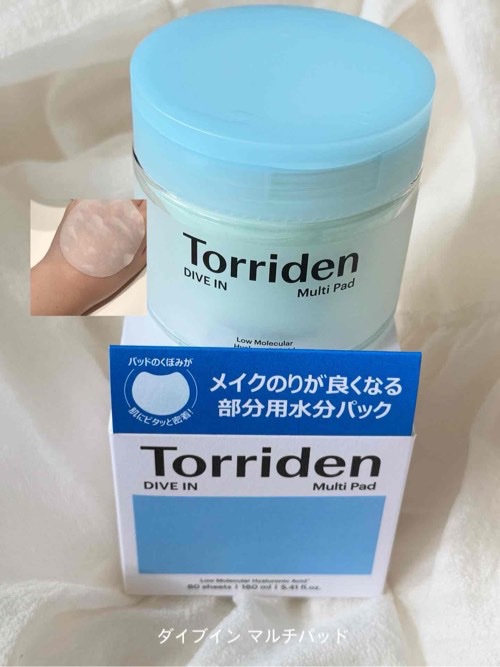 Torriden
DIVE IN
Multi Pad
Low Molecular
パッドのくぼみが
肌にピタッと密着!
メイクのりが良くなる
部分用水分パック
Torriden
DIVE IN
Multi Pad
Low Molecular Hyaluronic Acid
80 sheets | 160 ml | 5.41 fl.oz.
ダイブイン マルチパッド